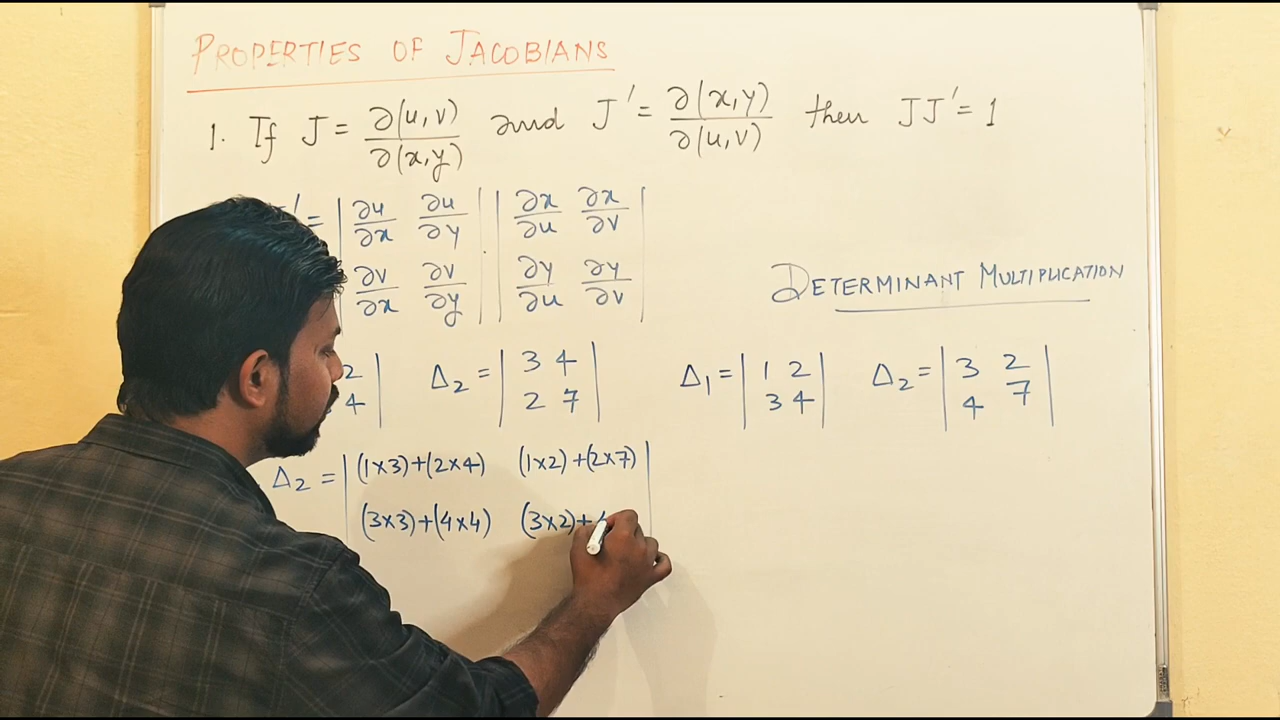 PROPERTIES OF JACOBIANS
1. If J = ∂(u,v)/∂(x,y) and J' = ∂(x,y)/∂(u,v) then JJ' = 1
' = | ∂u/∂x ∂u/∂y | . | ∂x/∂u ∂x/∂v |
| ∂v/∂x ∂v/∂y | | ∂y/∂u ∂y/∂v |
DETERMINANT MULTIPLICATION
2 | Δ2 = | 3 4 | Δ1 = | 1 2 | Δ2 = | 3 2 |
4 | | 2 7 | | 3 4 | | 4 7 |
Δ2 = | (1×3)+(2×4) (1×2)+(2×7) |
| (3×3)+(4×4) (3×2)+